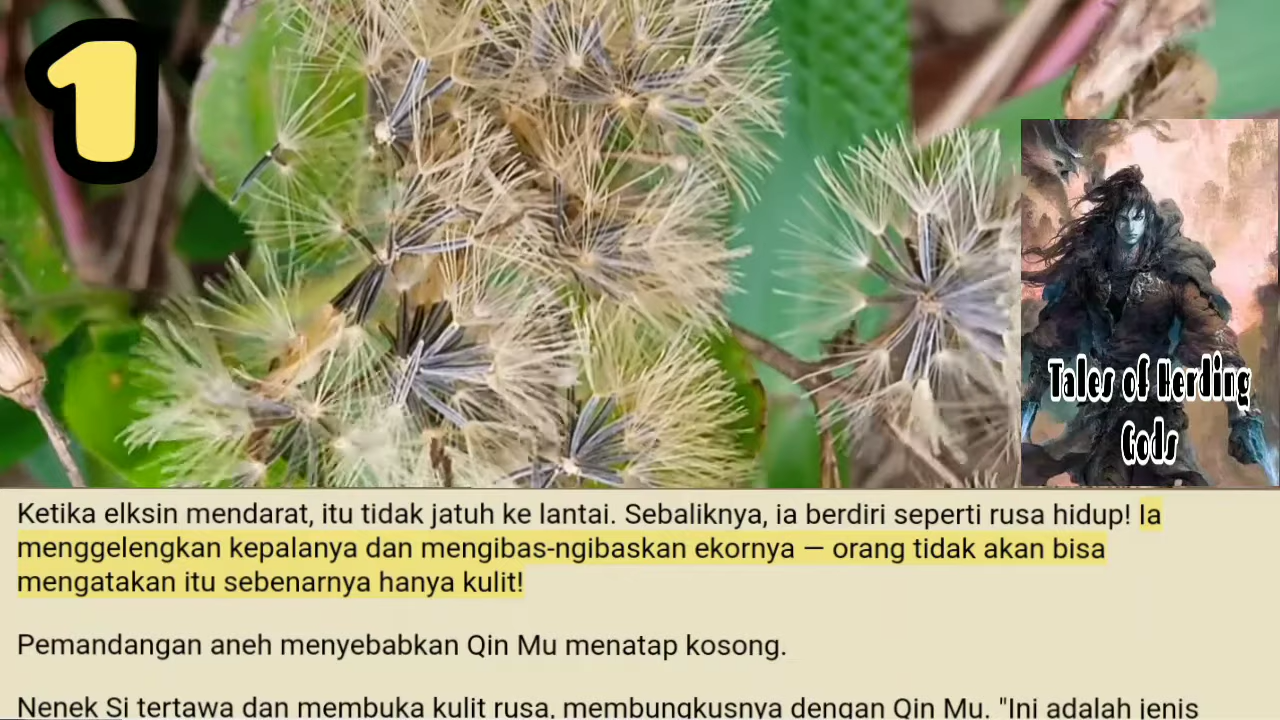 1
Tales of Herding
Gods
Ketika elksin mendarat, itu tidak jatuh ke lantai. Sebaliknya, ia berdiri seperti rusa hidup! Ia
menggelengkan kepalanya dan mengibas-ngibaskan ekornya — orang tidak akan bisa
mengatakan itu sebenarnya hanya kulit!
Pemandangan aneh menyebabkan Qin Mu menatap kosong.
Nenek Si tertawa dan membuka kulit rusa, membungkusnya dengan Qin Mu. "Ini adalah jenis